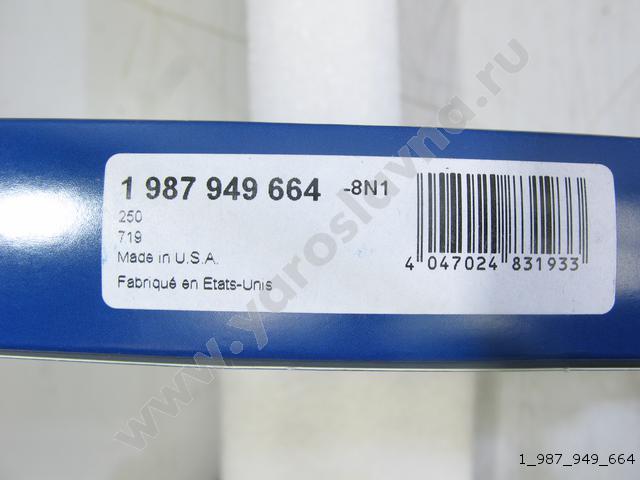 1 987 949 664 -8N1
250
719
Made in U.S.A.
Fabriqué en Etats-Unis
4 047024 831933
www.yaroslavna.ru
1_987_949_664